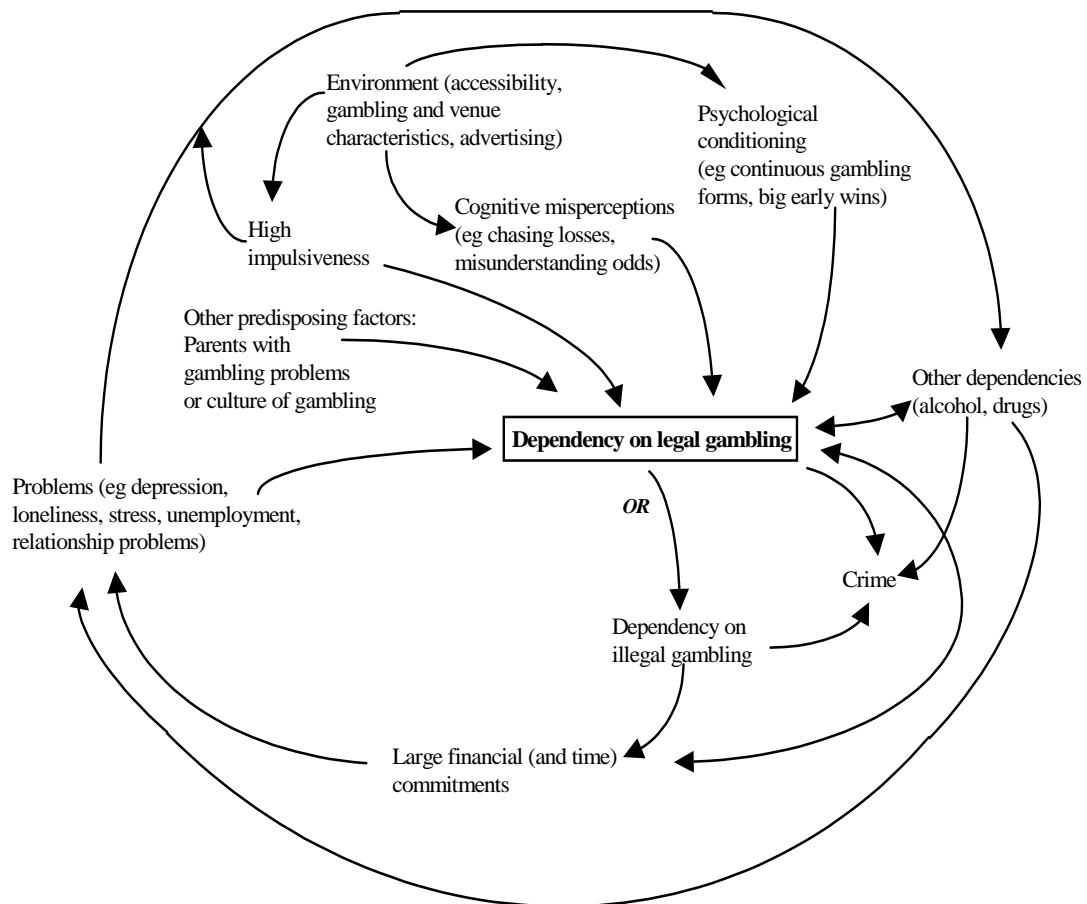 Environment (accessibility,
gambling and venue
characteristics, advertising)
Psychological
conditioning
(eg continuous gambling
forms, big early wins)
Cognitive misperceptions
(eg chasing losses,
misunderstanding odds)
High
impulsiveness
Other predisposing factors:
Parents with
gambling problems
or culture of gambling
Other dependencies
(alcohol, drugs)
Dependency on legal gambling
Problems (eg depression,
loneliness, stress, unemployment,
relationship problems)
OR
Crime
Dependency on
illegal gambling
Large financial (and time)
commitments